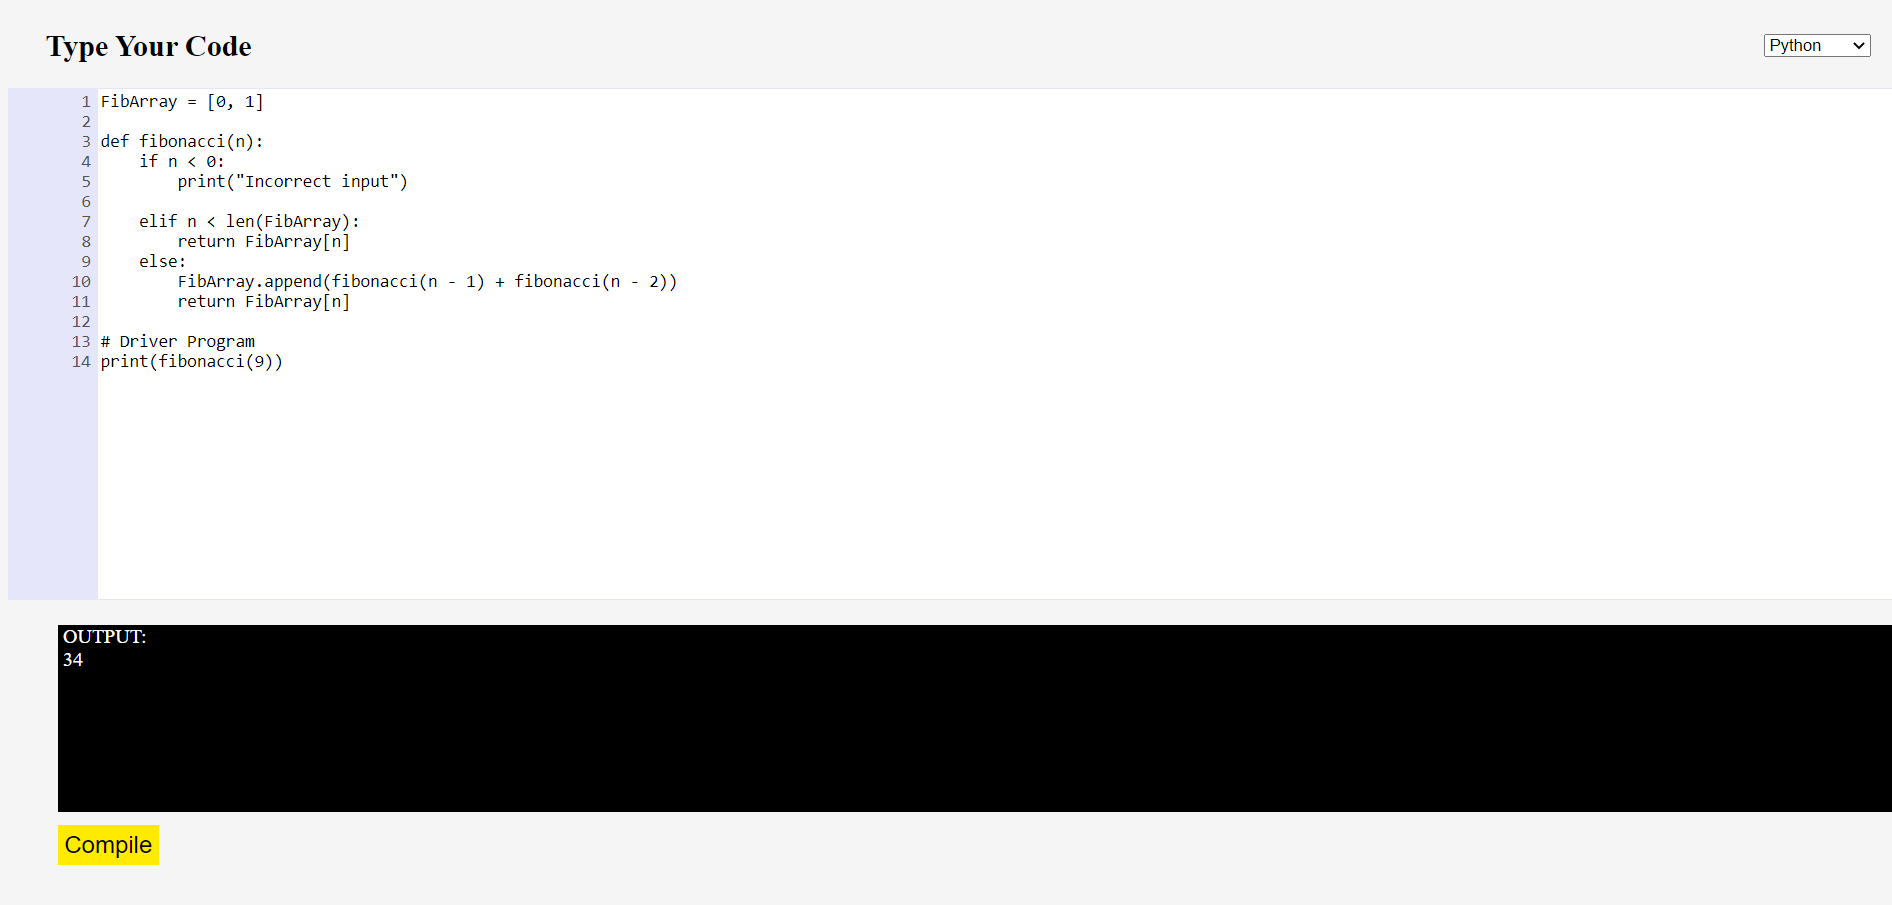 Type Your Code
Python
1 FibArray = [0, 1]
2
3 def fibonacci(n):
4     if n < 0:
5         print("Incorrect input")
6
7     elif n < len(FibArray):
8         return FibArray[n]
9     else:
10         FibArray.append(fibonacci(n - 1) + fibonacci(n - 2))
11         return FibArray[n]
12
13 # Driver Program
14 print(fibonacci(9))
OUTPUT:
34
Compile